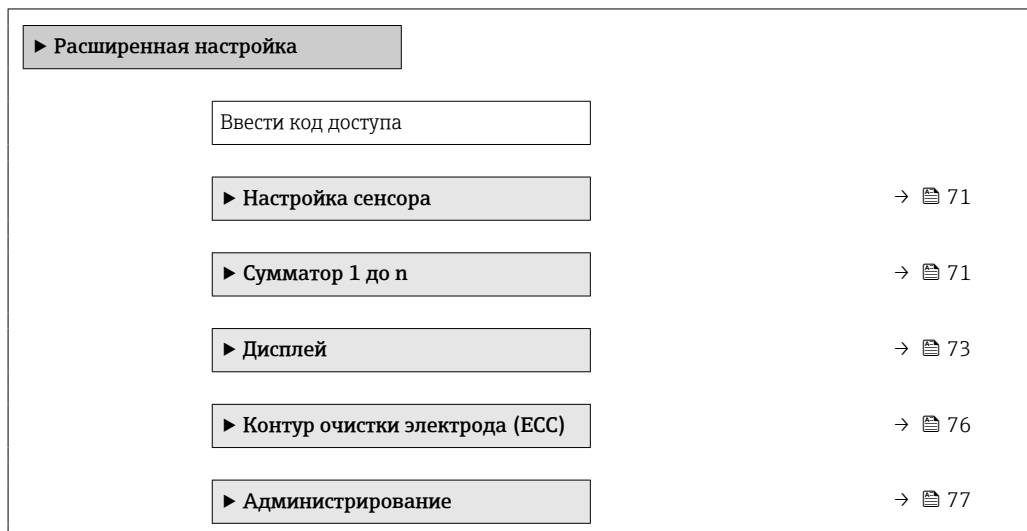 ▶ Расширенная настройка
Ввести код доступа
▶ Настройка сенсора → 71
▶ Сумматор 1 до n → 71
▶ Дисплей → 73
▶ Контур очистки электрода (ECC) → 76
▶ Администрирование → 77